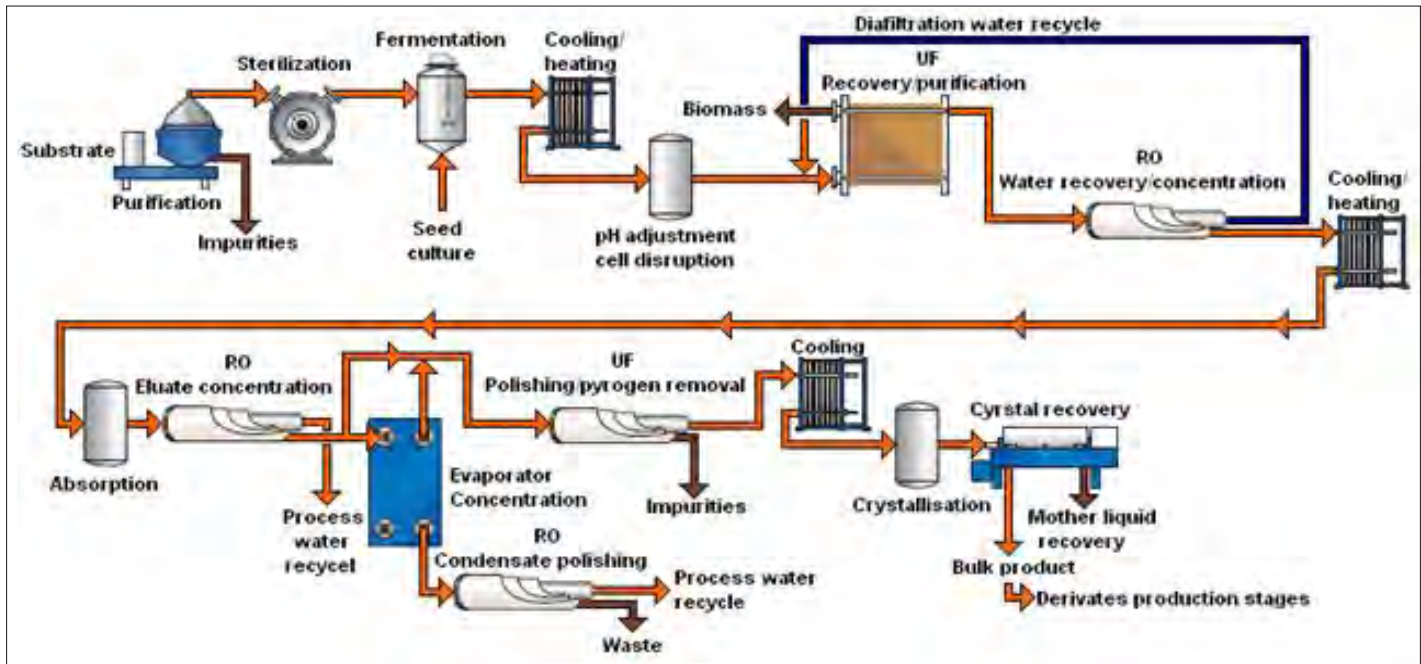 Diafiltration water recycle
Fermentation
Cooling/
heating
Sterilization
UF
Recovery/purification
Biomass
Substrate
RO
Water recovery/concentration
Cooling/
heating
Purification
Impurities
Seed
culture
pH adjustment
cell disruption
RO
Eluate concentration
UF
Polishing/pyrogen removal
Cooling
Cyrstal recovery
Absorption
Evaporator
Concentration
Impurities
Crystallisation
Mother liquid
recovery
Process
water
recycel
RO
Condensate polishing
Process water
recycle
Bulk product
Derivates production stages
Waste